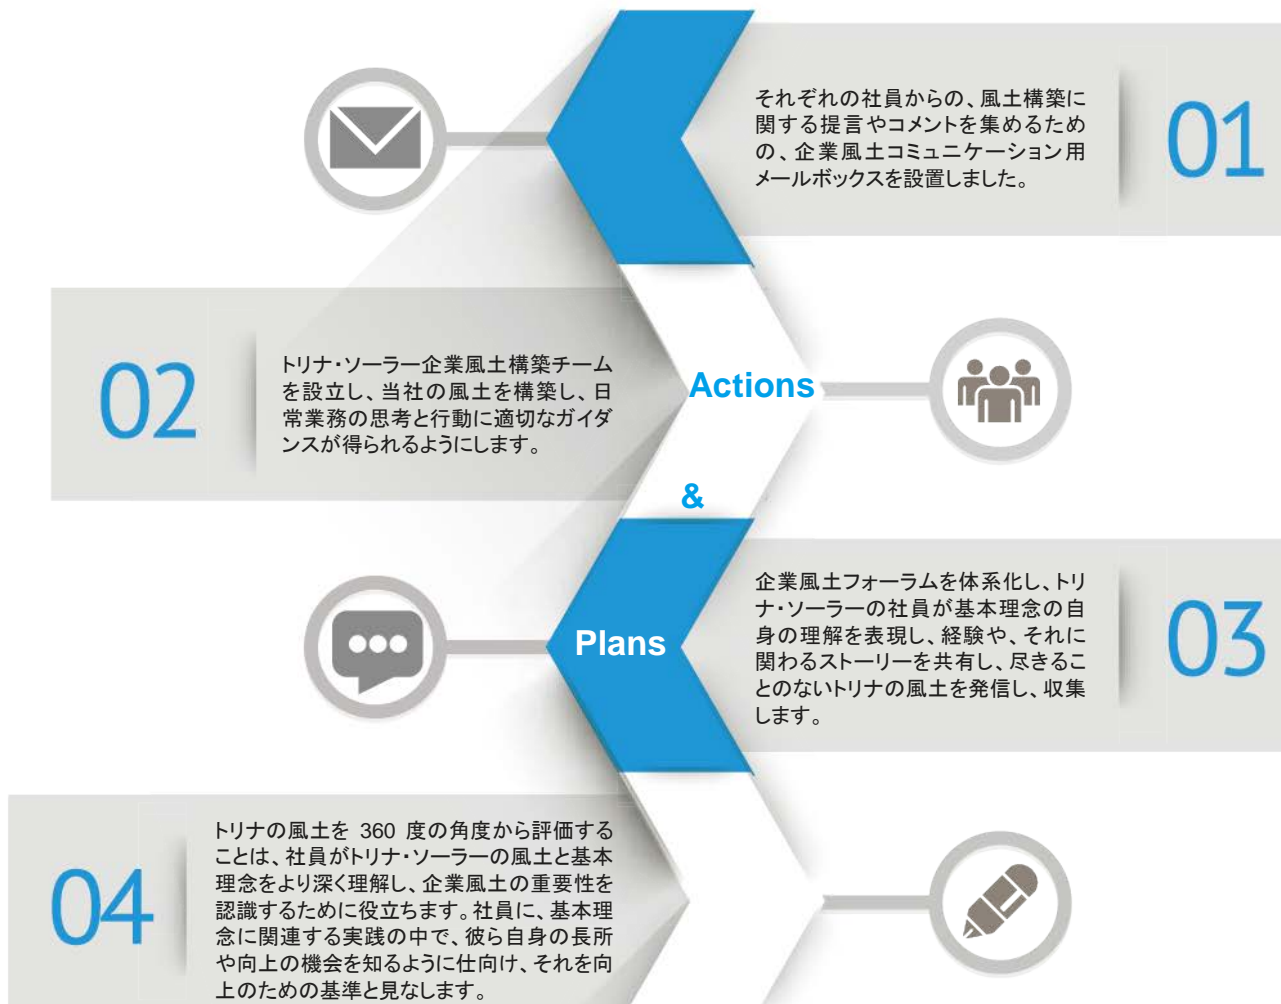 それぞれの社員からの、風土構築に
関する提言やコメントを集めるため
の、企業風土コミュニケーション用
メールボックスを設置しました。
01
02
トリナ・ソーラー企業風土構築チーム
を設立し、当社の風土を構築し、日
常業務の思考と行動に適切なガイダ
ンスが得られるようにします。
Actions
&
Plans
企業風土フォーラムを体系化し、トリ
ナ・ソーラーの社員が基本理念の自
身の理解を表現し、経験や、それに
関わるストーリーを共有し、尽きるこ
とのないトリナの風土を発信し、収集
します。
03
04
トリナの風土を 360 度の角度から評価する
ことは、社員がトリナ・ソーラーの風土と基本
理念をより深く理解し、企業風土の重要性を
認識するために役立ちます。社員に、基本理
念に関連する実践の中で、彼ら自身の長所
や向上の機会を知るように仕向け、それを向
上のための基準と見なします。